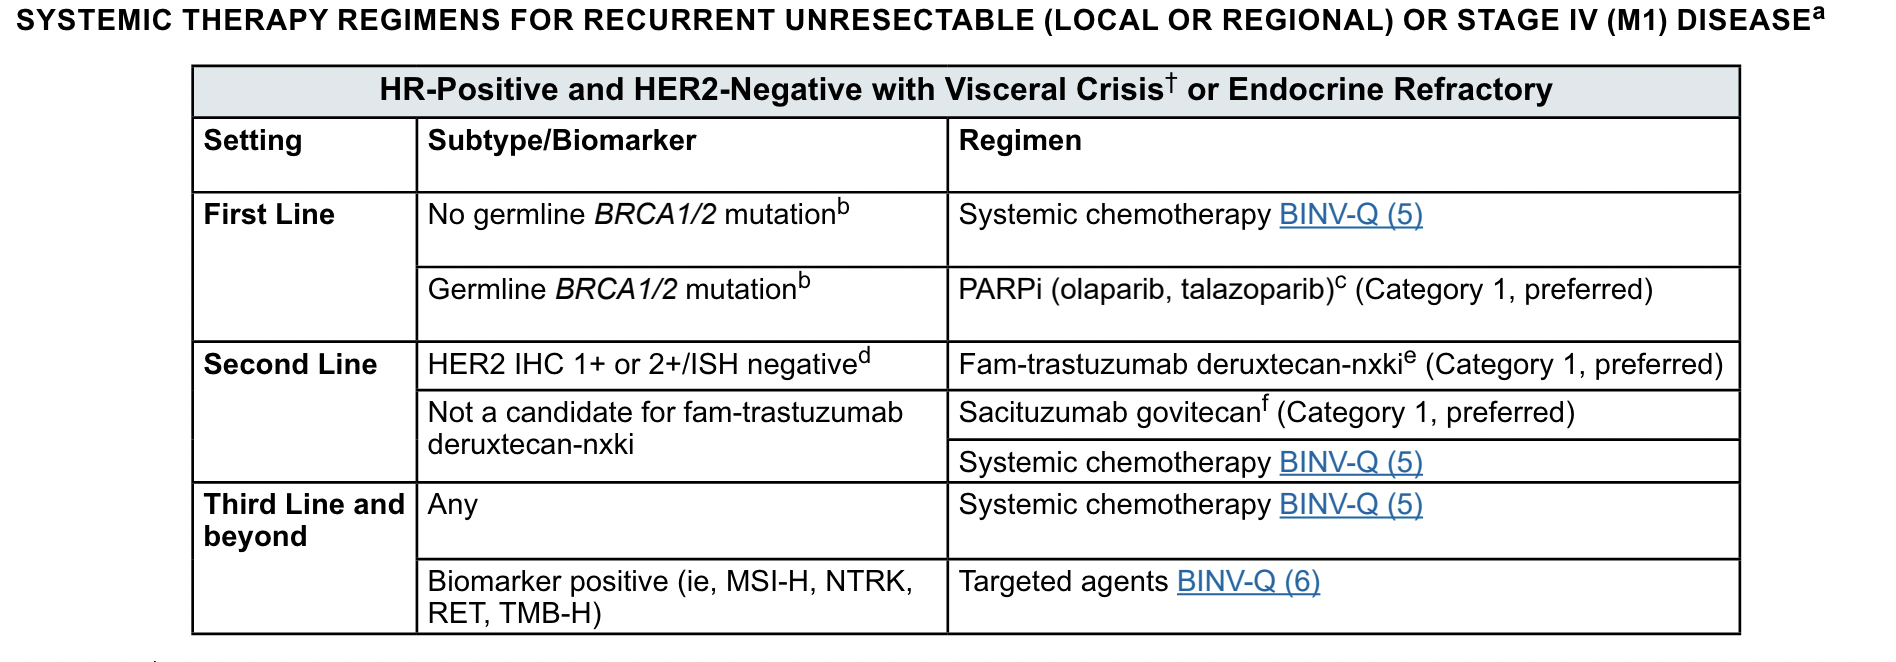 SYSTEMIC THERAPY REGIMENS FOR RECURRENT UNRESECTABLE (LOCAL OR REGIONAL) OR STAGE IV (M1) DISEASEᵃ
HR-Positive and HER2-Negative with Visceral Crisis† or Endocrine Refractory
Setting
Subtype/Biomarker
Regimen
First Line
No germline BRCA1/2 mutationᵇ
Systemic chemotherapy BINV-Q (5)
Germline BRCA1/2 mutationᵇ
PARPi (olaparib, talazoparib)ᶜ (Category 1, preferred)
Second Line
HER2 IHC 1+ or 2+/ISH negativeᵈ
Fam-trastuzumab deruxtecan-nxkiᵉ (Category 1, preferred)
Not a candidate for fam-trastuzumab
deruxtecan-nxki
Sacituzumab govitecanᶠ (Category 1, preferred)
Systemic chemotherapy BINV-Q (5)
Third Line and
beyond
Any
Systemic chemotherapy BINV-Q (5)
Biomarker positive (ie, MSI-H, NTRK,
RET, TMB-H)
Targeted agents BINV-Q (6)